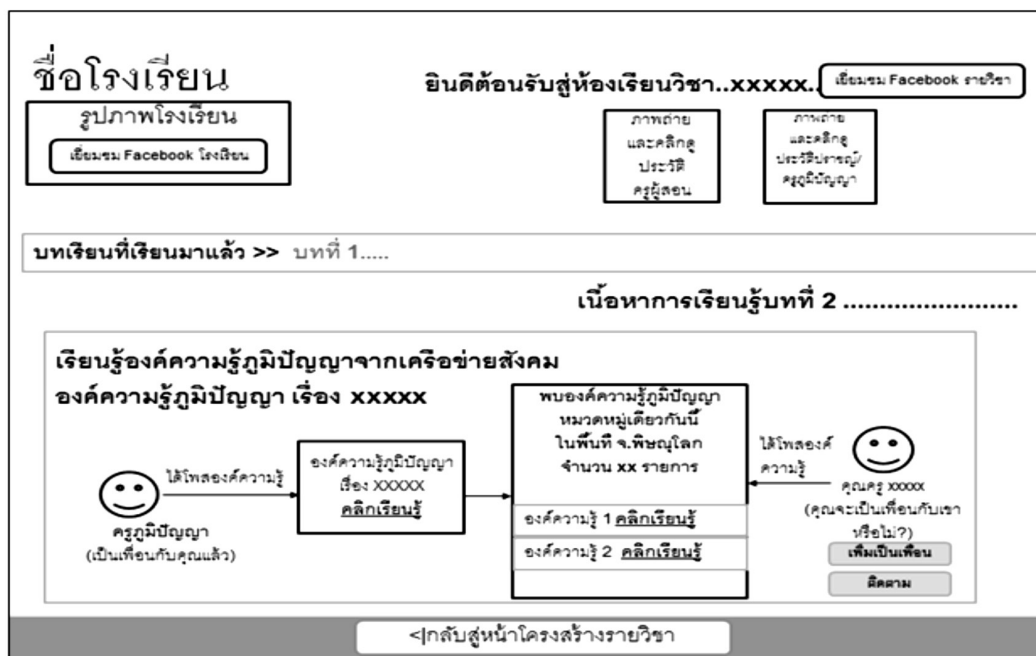 ชื่อโรงเรียน
รูปภาพโรงเรียน
เยี่ยมชม Facebook โรงเรียน
ยินดีต้อนรับสู่ห้องเรียนวิชา..xxxxx..
เยี่ยมชม Facebook รายวิชา
ภาพถ่าย
และคลิกดู
ประวัติ
ครูผู้สอน
ภาพถ่าย
และคลิกดู
ประวัติปราชญ์/
ครูภูมิปัญญา
บทเรียนที่เรียนมาแล้ว >> บทที่ 1.....
เนื้อหาการเรียนรู้บทที่ 2 ........................
เรียนรู้องค์ความรู้ภูมิปัญญาจากเครือข่ายสังคม
องค์ความรู้ภูมิปัญญา เรื่อง xxxxx
ครูภูมิปัญญา
(เป็นเพื่อนกับคุณแล้ว)
ได้โพสองค์ความรู้
องค์ความรู้ภูมิปัญญา
เรื่อง XXXXX
คลิกเรียนรู้
พบองค์ความรู้ภูมิปัญญา
หมวดหมู่เดียวกันนี้
ในพื้นที่ จ.พิษณุโลก
จำนวน xx รายการ
องค์ความรู้ 1 คลิกเรียนรู้
องค์ความรู้ 2 คลิกเรียนรู้
ได้โพสองค์
ความรู้
คุณครู xxxxx
(คุณจะเป็นเพื่อนกับเขา
หรือไม่?)
เพิ่มเป็นเพื่อน
ติดตาม
<|กลับสู่หน้าโครงสร้างรายวิชา